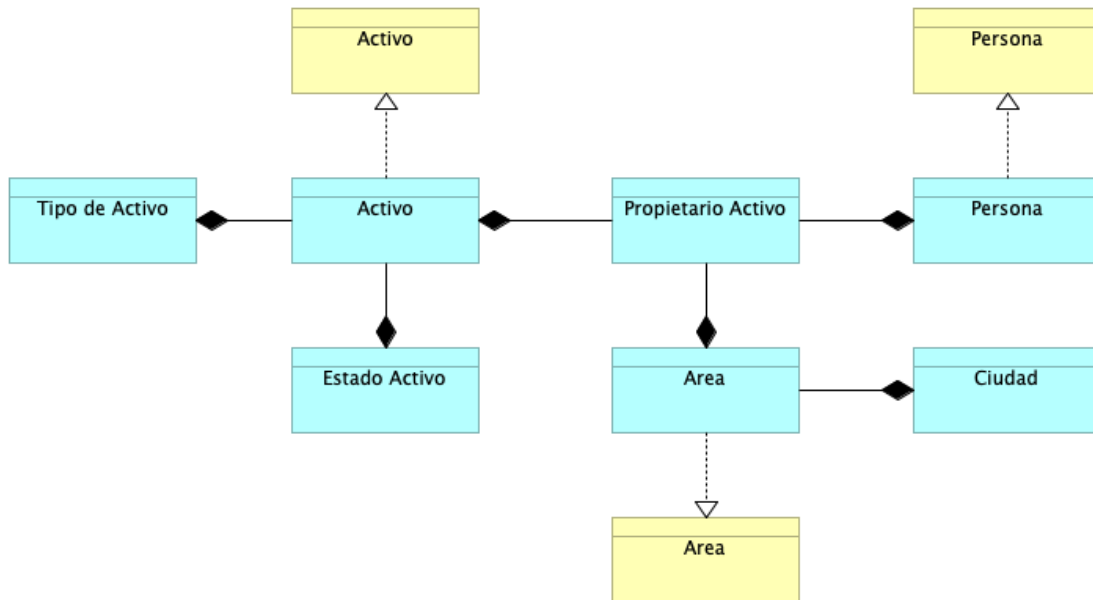 Activo
Persona
Tipo de Activo
Activo
Propietario Activo
Persona
Estado Activo
Area
Ciudad
Area